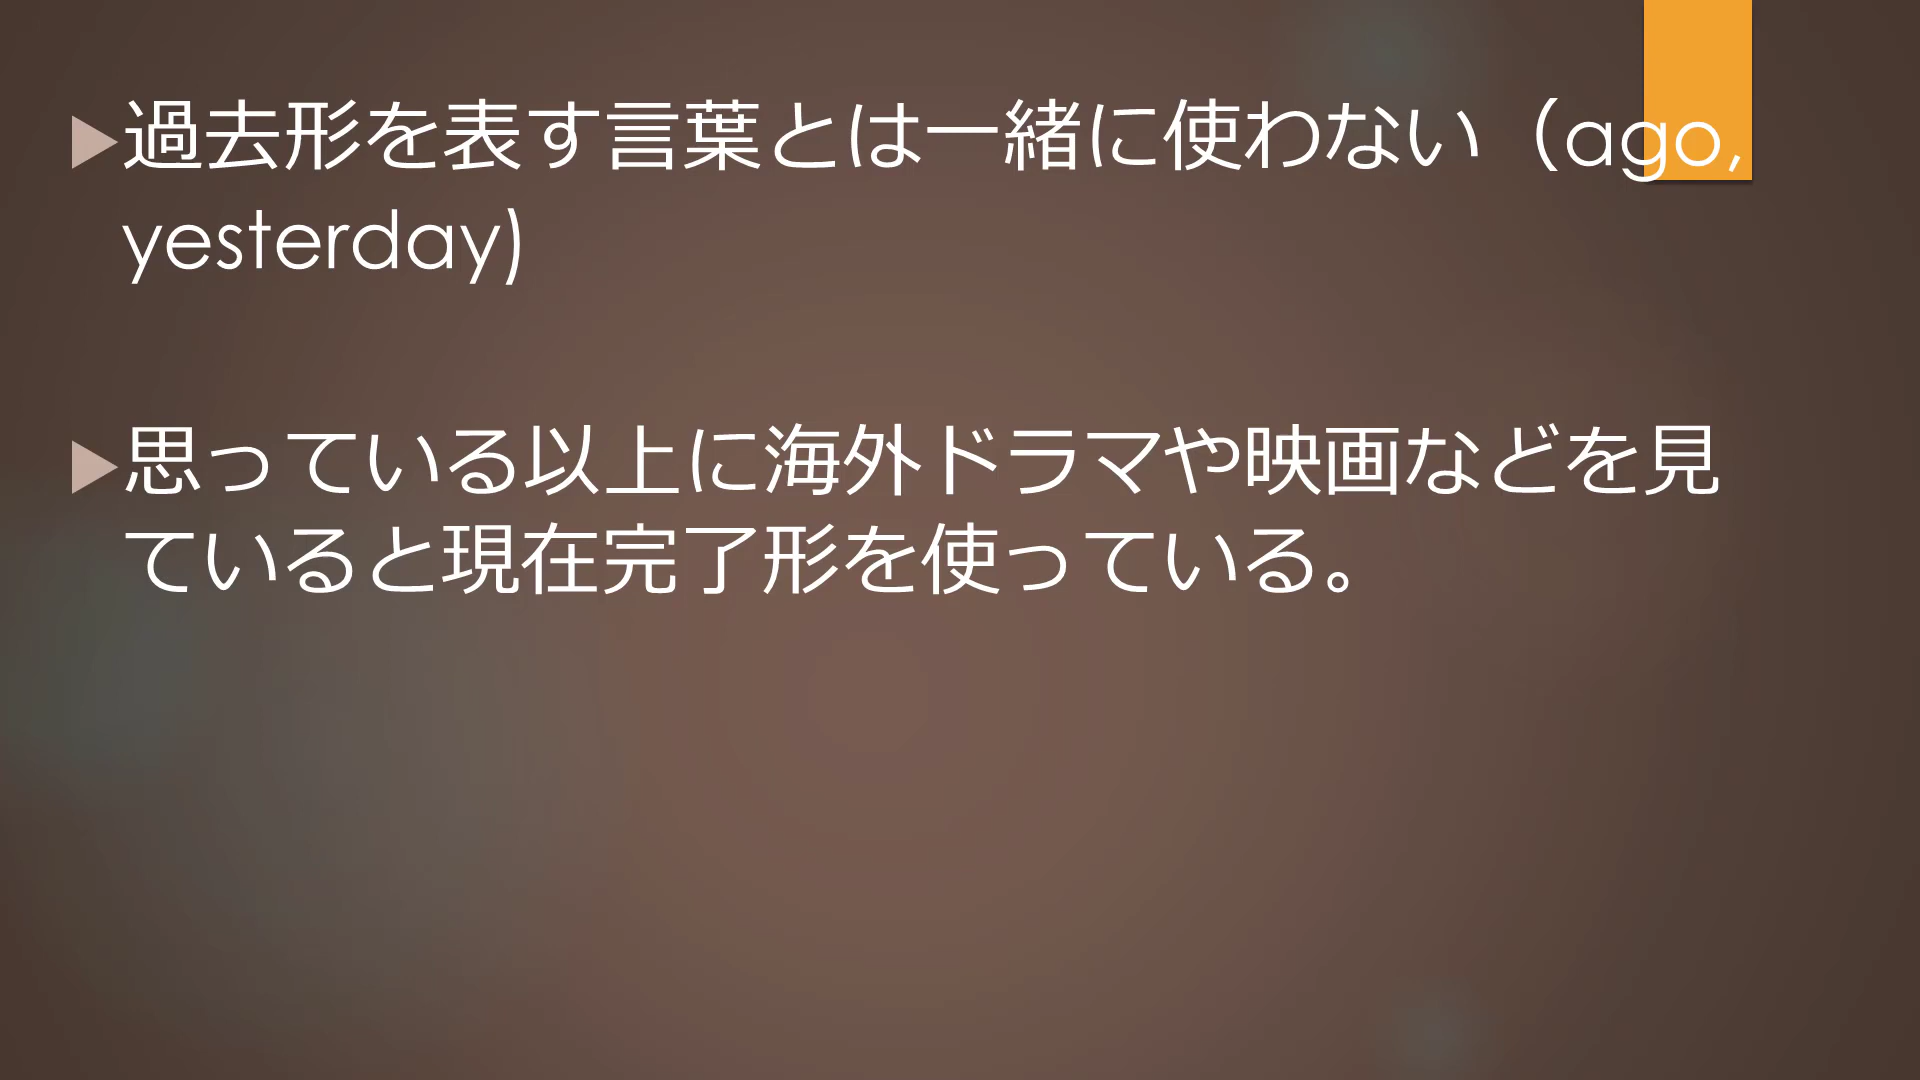 過去形を表す言葉とは一緒に使わない（ago,
yesterday)
思っている以上に海外ドラマや映画などを見
ていると現在完了形を使っている。